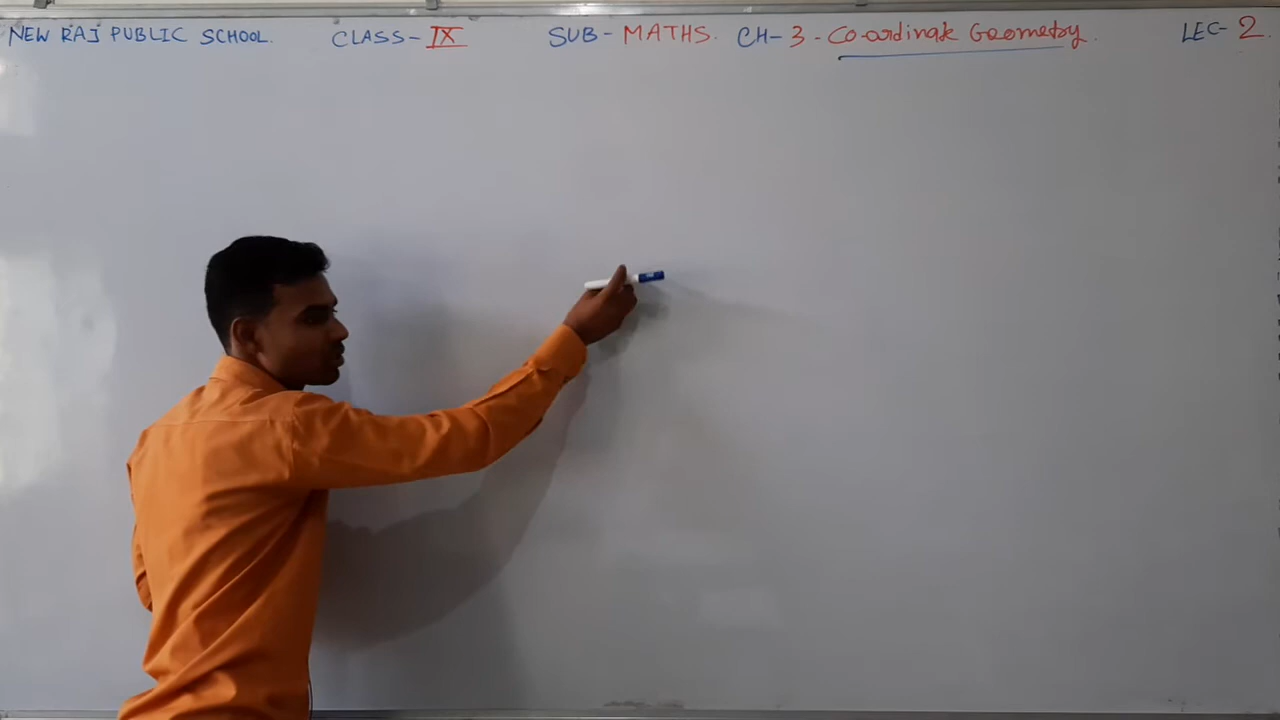 NEW RAJ PUBLIC SCHOOL. CLASS-IX SUB-MATHS. CH-3-Co-ordinate Geometry. LEC-2.